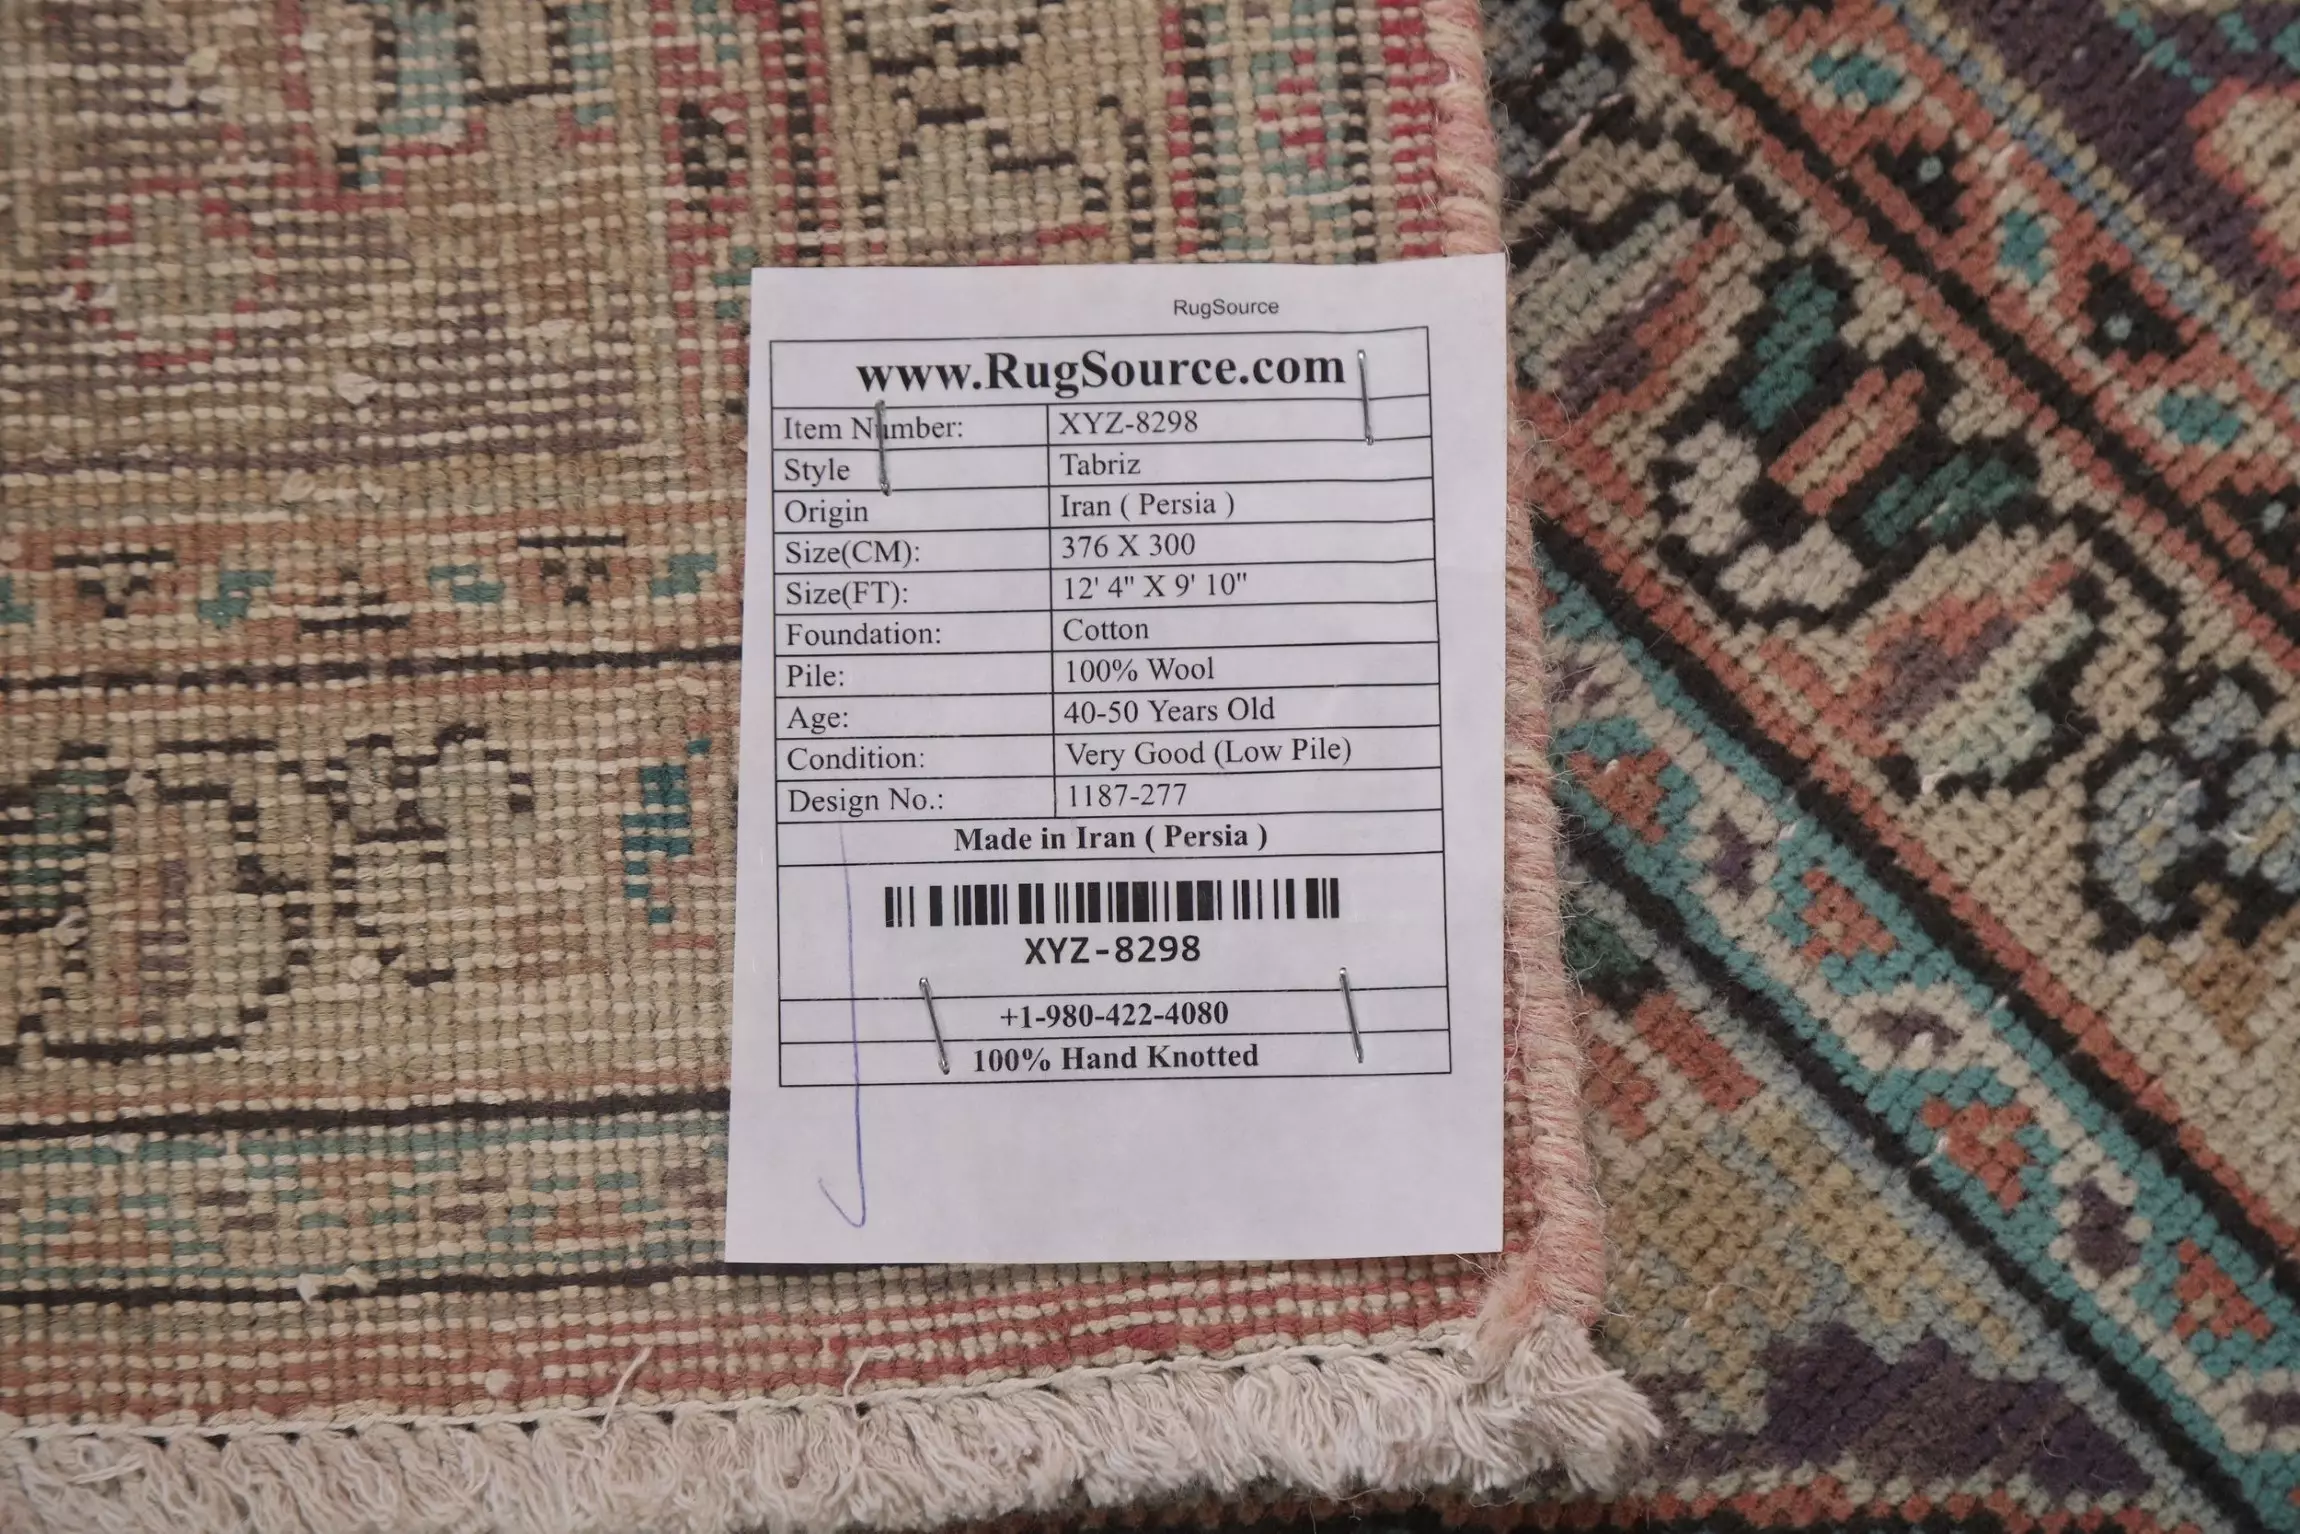 RugSource
www.RugSource.com
Item Number: XYZ-8298
Style Tabriz
Origin Iran ( Persia )
Size(CM): 376 X 300
Size(FT): 12' 4" X 9' 10"
Foundation: Cotton
Pile: 100% Wool
Age: 40-50 Years Old
Condition: Very Good (Low Pile)
Design No.: 1187-277
Made in Iran ( Persia )
XYZ-8298
+1-980-422-4080
100% Hand Knotted